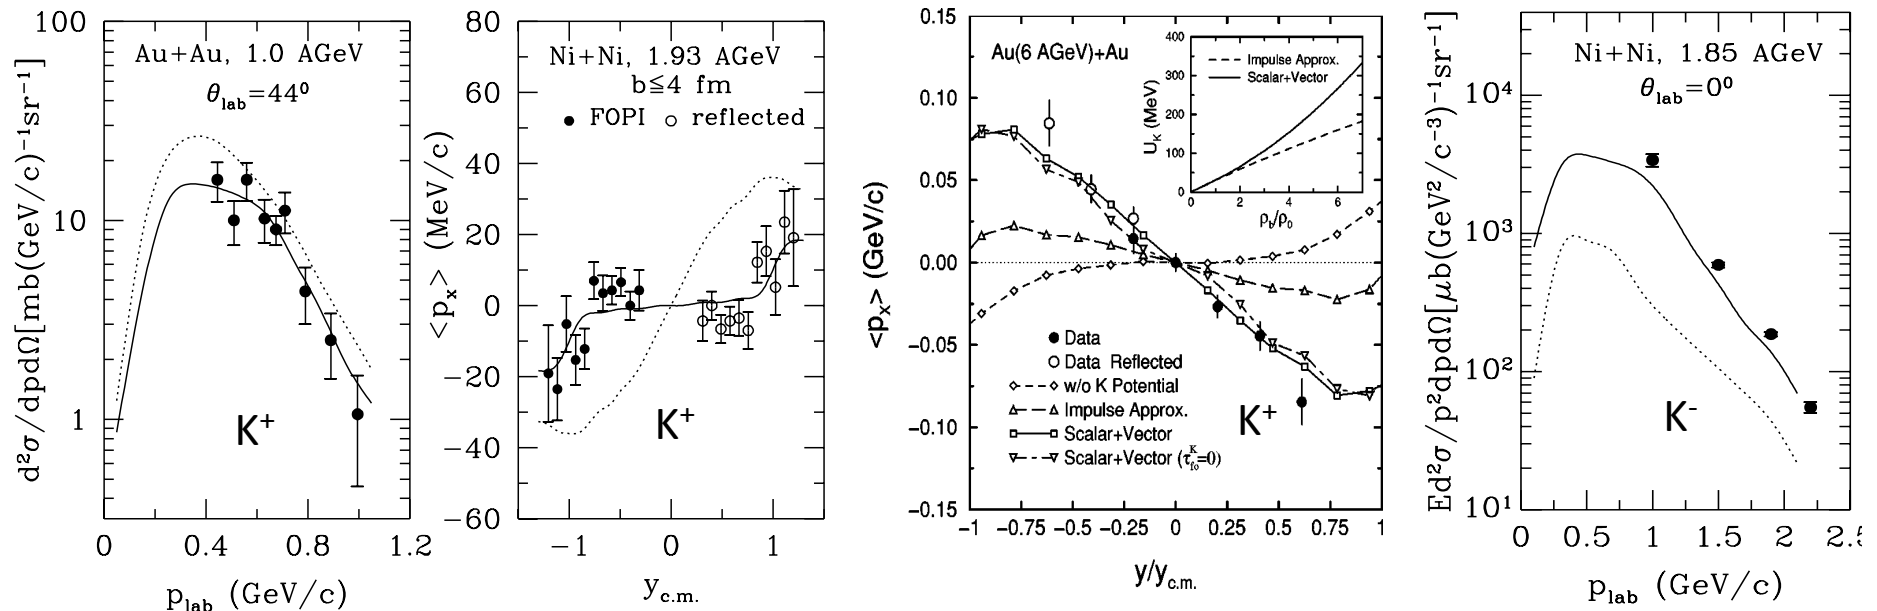 100
10
1
0
0.4
0.8
1.2
d²σ/dpdΩ[mb(GeV/c)⁻¹sr⁻¹]
Au+Au, 1.0 AGeV
θlab=44⁰
K⁺
plab (GeV/c)
80
60
40
20
0
−20
−40
−60
−1
0
1
<pₓ> (MeV/c)
Ni+Ni, 1.93 AGeV
b≤4 fm
FOPI
reflected
K⁺
yc.m.
0.15
0.10
0.05
0.00
−0.05
−0.10
−0.15
−1
−0.75
−0.5
−0.25
0
0.25
0.5
0.75
1
<pₓ> (GeV/c)
Au(6 AGeV)+Au
400
300
200
100
0
0
2
4
6
UK (MeV)
ρb/ρ0
Impulse Approx.
Scalar+Vector
Data
Data Reflected
w/o K Potential
Impulse Approx.
Scalar+Vector
Scalar+Vector (τfoᴷ=0)
K⁺
y/yc.m.
10⁴
10³
10²
10¹
0
0.5
1
1.5
2
2.5
Ed²σ/p²dpdΩ[μb(GeV²/c⁻³)⁻¹sr⁻¹]
Ni+Ni, 1.85 AGeV
θlab=0⁰
K⁻
plab (GeV/c)